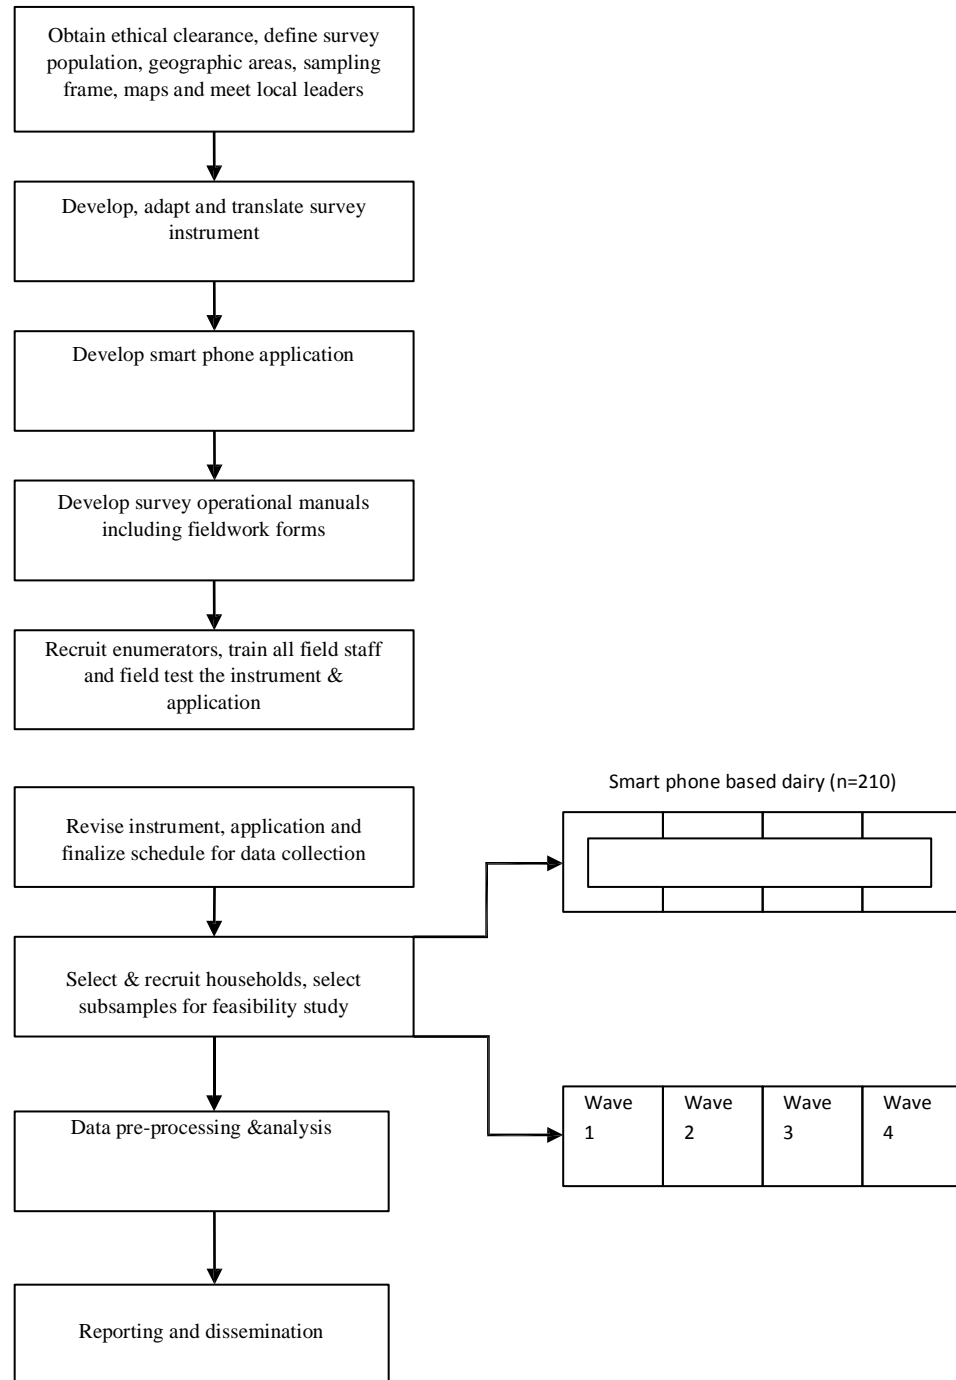 Obtain ethical clearance, define survey
population, geographic areas, sampling
frame, maps and meet local leaders
Develop, adapt and translate survey
instrument
Develop smart phone application
Develop survey operational manuals
including fieldwork forms
Recruit enumerators, train all field staff
and field test the instrument &
application
Smart phone based dairy (n=210)
Revise instrument, application and
finalize schedule for data collection
Select & recruit households, select
subsamples for feasibility study
Wave
1
Wave
2
Wave
3
Wave
4
Data pre-processing &analysis
Reporting and dissemination